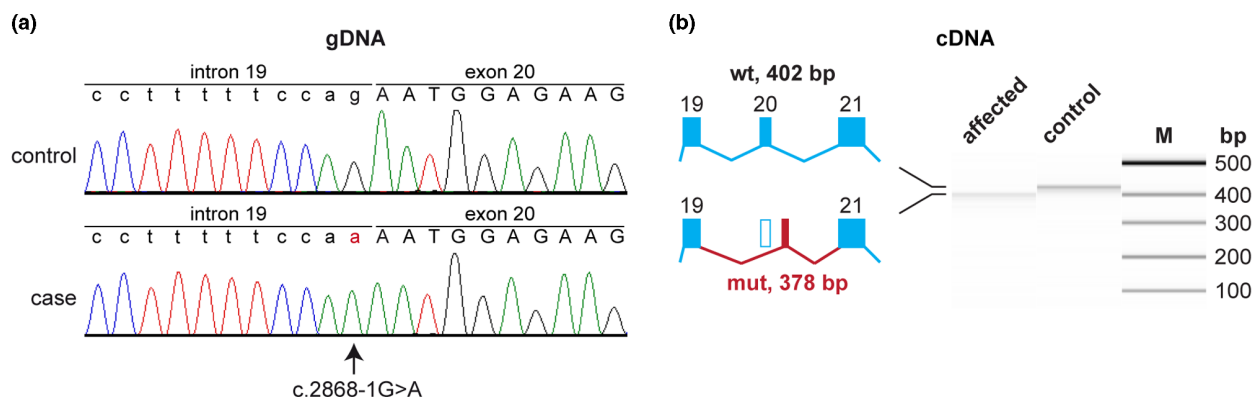 (a)
gDNA
intron 19 exon 20
c c t t t t t c c a g A A T G G A G A A G
control
intron 19 exon 20
c c t t t t t c c a a A A T G G A G A A G
case
c.2868-1G>A
(b)
cDNA
wt, 402 bp
19 20 21
19 21
mut, 378 bp
affected
control
M bp
500
400
300
200
100